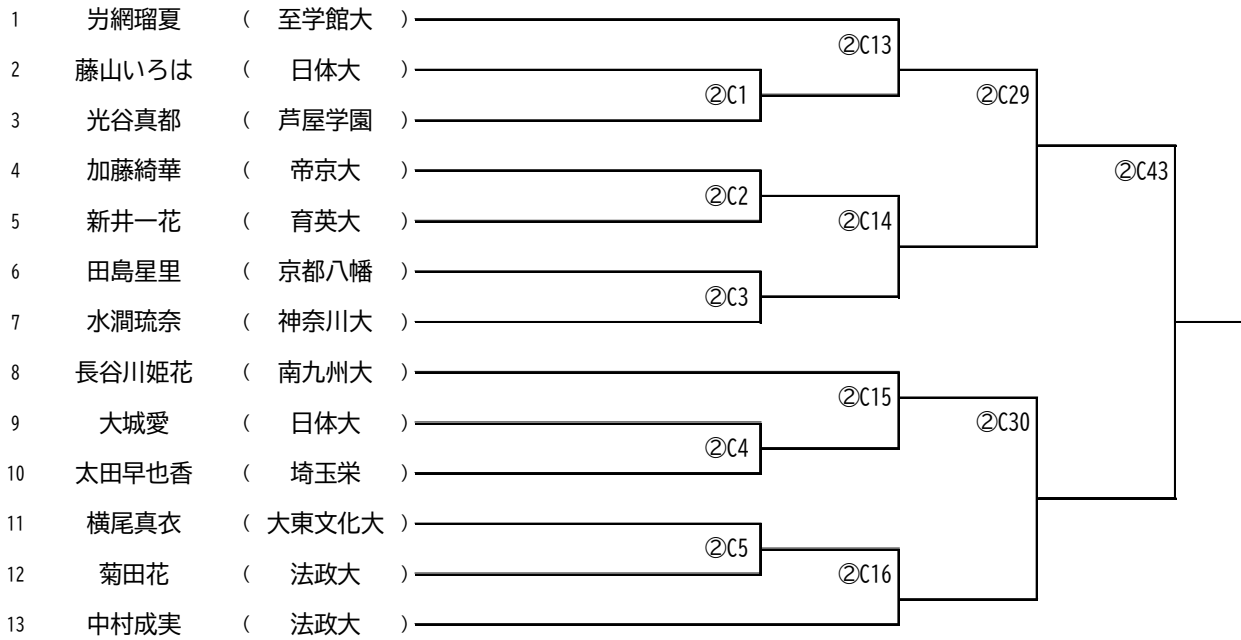 1 屶網瑠夏 ( 至学館大 )
②C13
2 藤山いろは ( 日体大 )
②C1 ②C29
3 光谷真都 ( 芦屋学園 )
4 加藤綺華 ( 帝京大 ) ②C43
②C2
5 新井一花 ( 育英大 ) ②C14
6 田島星里 ( 京都八幡 )
②C3
7 水澗琉奈 ( 神奈川大 )
8 長谷川姫花 ( 南九州大 )
②C15
9 大城愛 ( 日体大 ) ②C30
②C4
10 太田早也香 ( 埼玉栄 )
11 横尾真衣 ( 大東文化大 )
②C5
12 菊田花 ( 法政大 ) ②C16
13 中村成実 ( 法政大 )